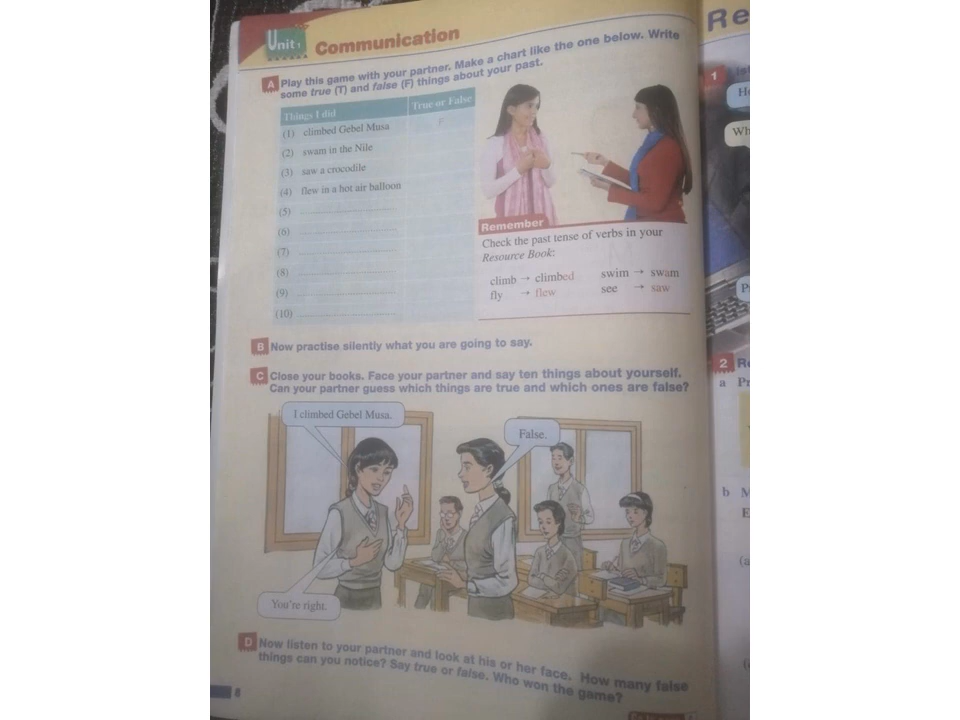 Unit 1 Communication
A Play this game with your partner. Make a chart like the one below. Write
some true (T) and false (F) things about your past.
Things I did True or False
(1) climbed Gebel Musa F
(2) swam in the Nile
(3) saw a crocodile
(4) flew in a hot air balloon
(5)
(6)
(7)
(8)
(9)
(10)
Remember
Check the past tense of verbs in your
Resource Book:
climb → climbed swim → swam
fly → flew see → saw
B Now practise silently what you are going to say.
C Close your books. Face your partner and say ten things about yourself.
Can your partner guess which things are true and which ones are false?
I climbed Gebel Musa.
False.
You're right.
D Now listen to your partner and look at his or her face. How many false
things can you notice? Say true or false. Who won the game?
8
Re
1
Wh
2 R
a Pr
b M
E
(a